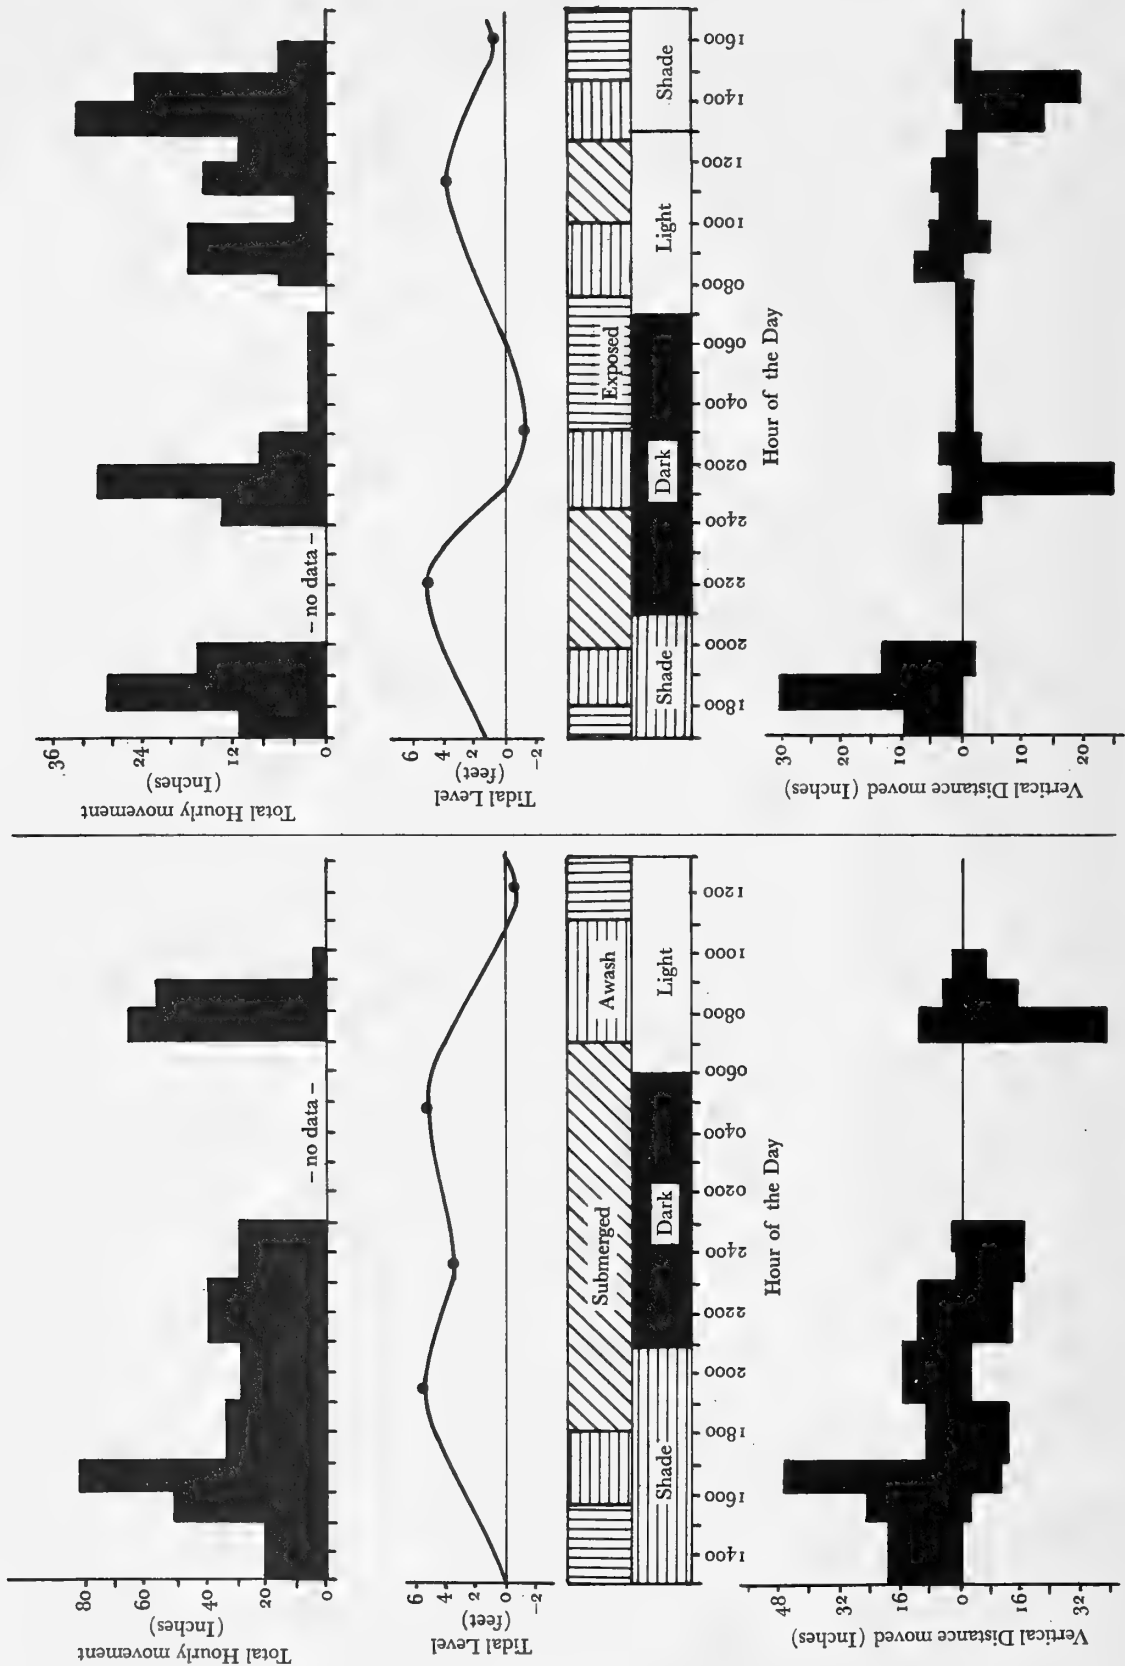 Total Hourly movement
(Inches)
80
60
40
20
0
– no data –
Tidal Level
(feet)
6
4
2
0
-2
Submerged
Awash
Shade
Dark
Light
1400
1600
1800
2000
2200
2400
0200
0400
0600
0800
1000
1200
Hour of the Day
Vertical Distance moved (Inches)
48
32
16
0
16
32
Total Hourly movement
(Inches)
36
24
12
0
– no data –
Tidal Level
(feet)
6
4
2
0
-2
Exposed
Shade
Dark
Light
Shade
1800
2000
2200
2400
0200
0400
0600
0800
1000
1200
1400
1600
Hour of the Day
Vertical Distance moved (Inches)
30
20
10
0
10
20